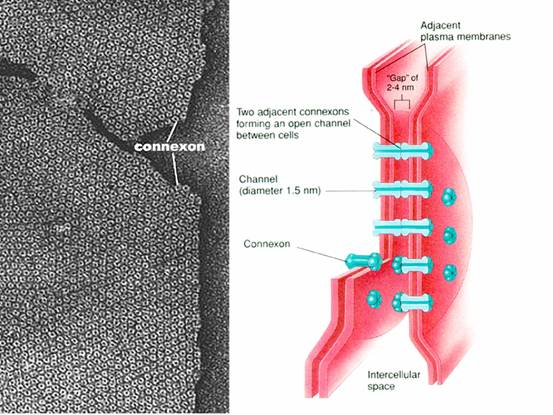 connexon
Adjacent
plasma membranes
"Gap" of
2-4 nm
Two adjacent connexons
forming an open channel
between cells
Channel
(diameter 1.5 nm)
Connexon
Intercellular
space